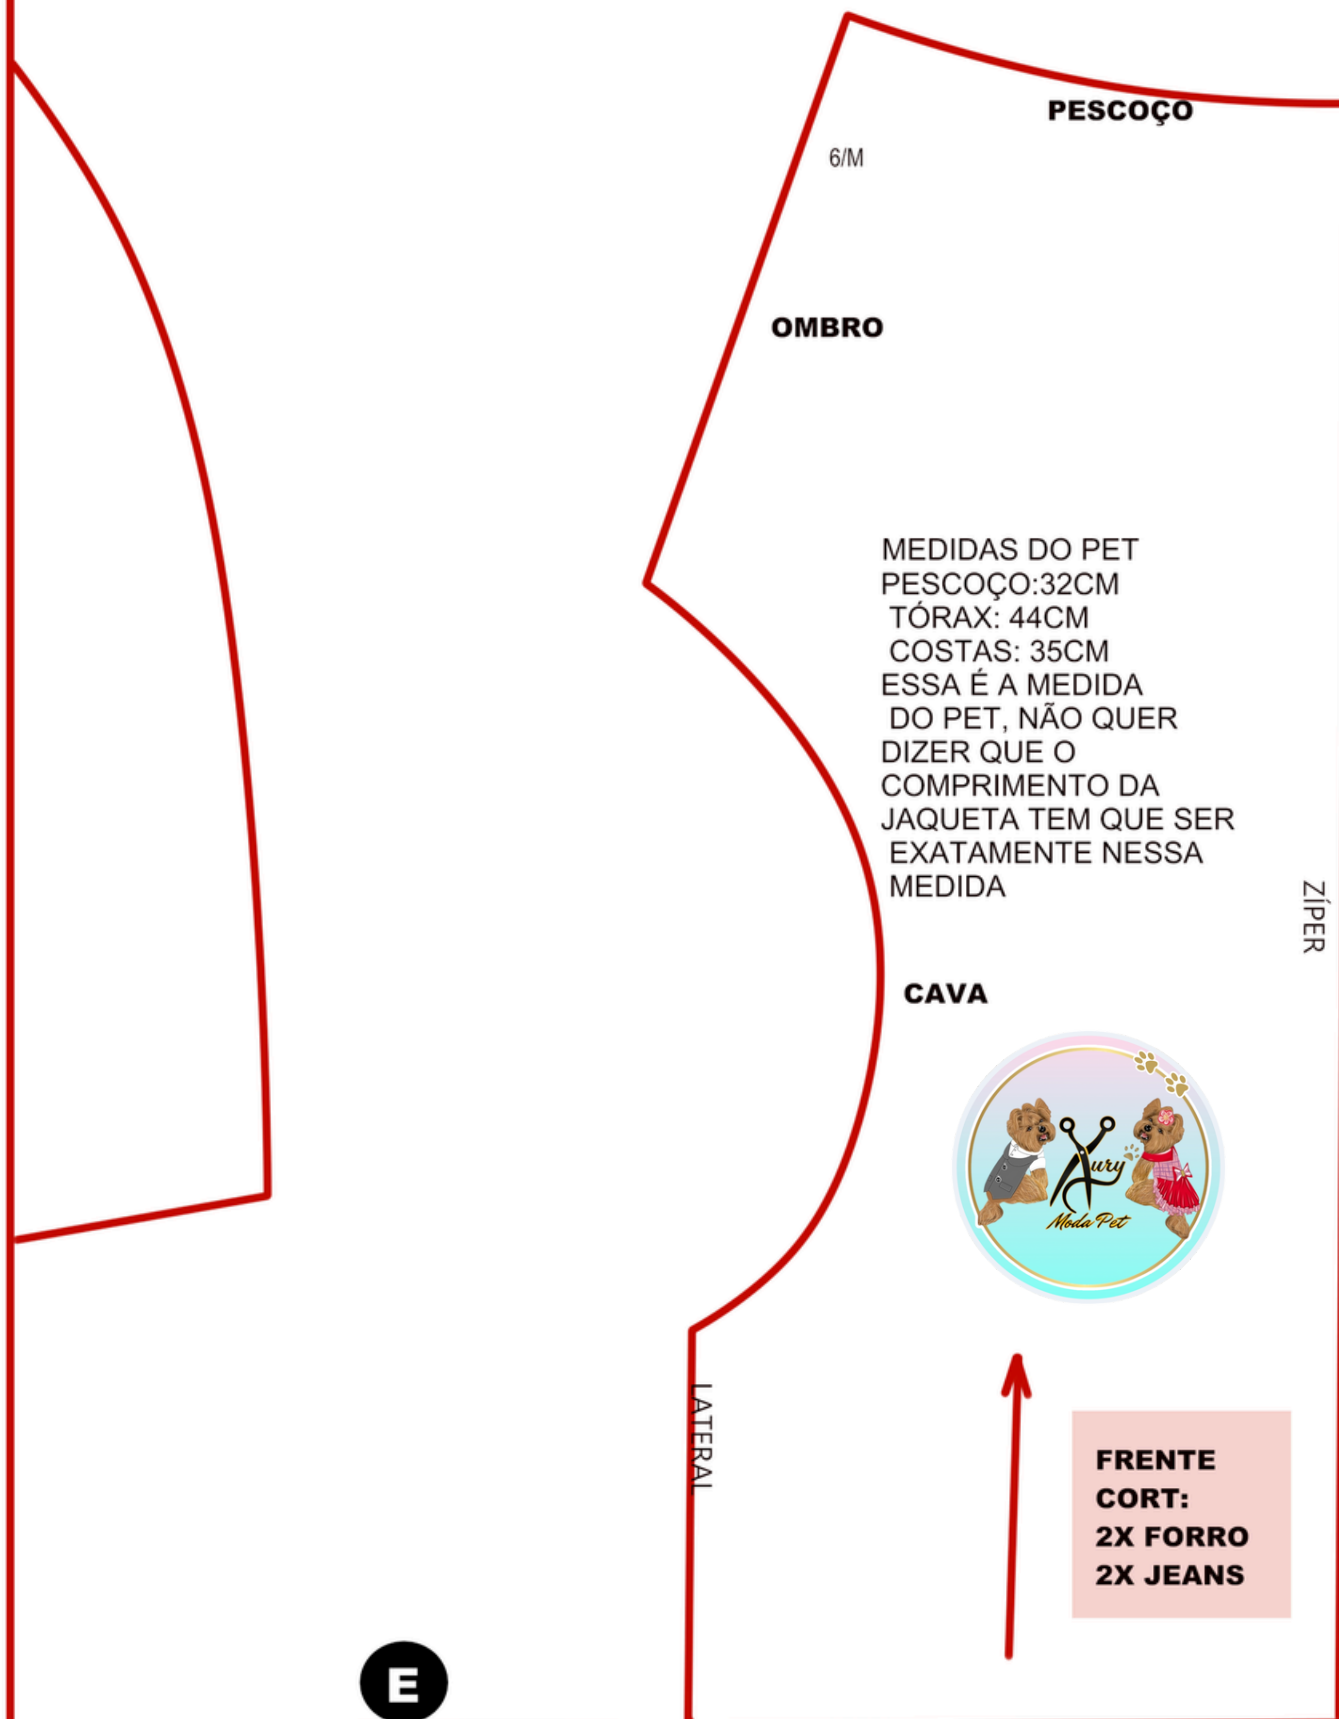 PESCOÇO
6/M
OMBRO
MEDIDAS DO PET
PESCOÇO:32CM
TÓRAX: 44CM
COSTAS: 35CM
ESSA É A MEDIDA
DO PET, NÃO QUER
DIZER QUE O
COMPRIMENTO DA
JAQUETA TEM QUE SER
EXATAMENTE NESSA
MEDIDA
ZÍPER
CAVA
Xury
Moda Pet
LATERAL
FRENTE
CORT:
2X FORRO
2X JEANS
E